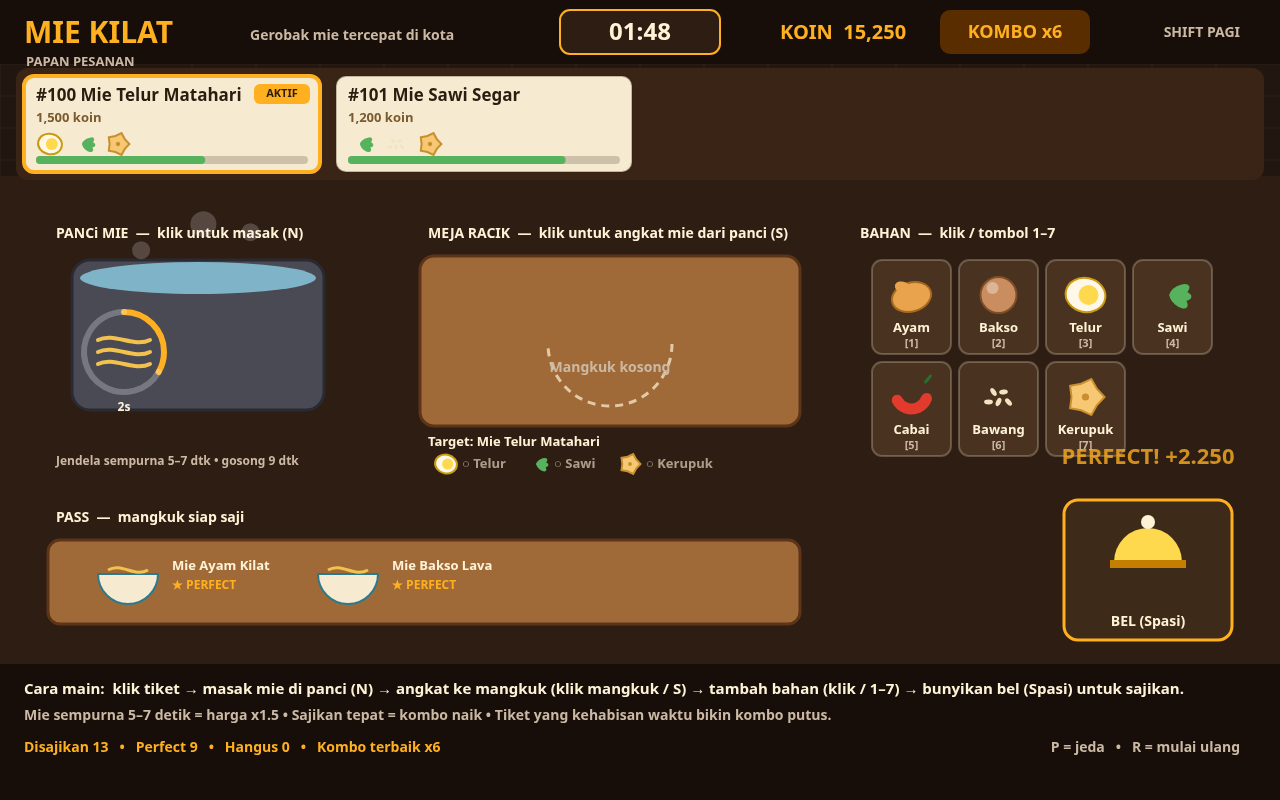 MIE KILAT
Gerobak mie tercepat di kota
01:48
KOIN 15,250
KOMBO x6
SHIFT PAGI
PAPAN PESANAN
#100 Mie Telur Matahari
AKTIF
1,500 koin
#101 Mie Sawi Segar
1,200 koin
PANCi MIE — klik untuk masak (N)
2s
Jendela sempurna 5–7 dtk • gosong 9 dtk
MEJA RACIK — klik untuk angkat mie dari panci (S)
Mangkuk kosong
Target: Mie Telur Matahari
○ Telur ○ Sawi ○ Kerupuk
BAHAN — klik / tombol 1–7
Ayam
[1]
Bakso
[2]
Telur
[3]
Sawi
[4]
Cabai
[5]
Bawang
[6]
Kerupuk
[7]
PERFECT! +2.250
PASS — mangkuk siap saji
Mie Ayam Kilat
★ PERFECT
Mie Bakso Lava
★ PERFECT
BEL (Spasi)
Cara main: klik tiket → masak mie di panci (N) → angkat ke mangkuk (klik mangkuk / S) → tambah bahan (klik / 1–7) → bunyikan bel (Spasi) untuk sajikan.
Mie sempurna 5–7 detik = harga x1.5 • Sajikan tepat = kombo naik • Tiket yang kehabisan waktu bikin kombo putus.
Disajikan 13 • Perfect 9 • Hangus 0 • Kombo terbaik x6
P = jeda • R = mulai ulang